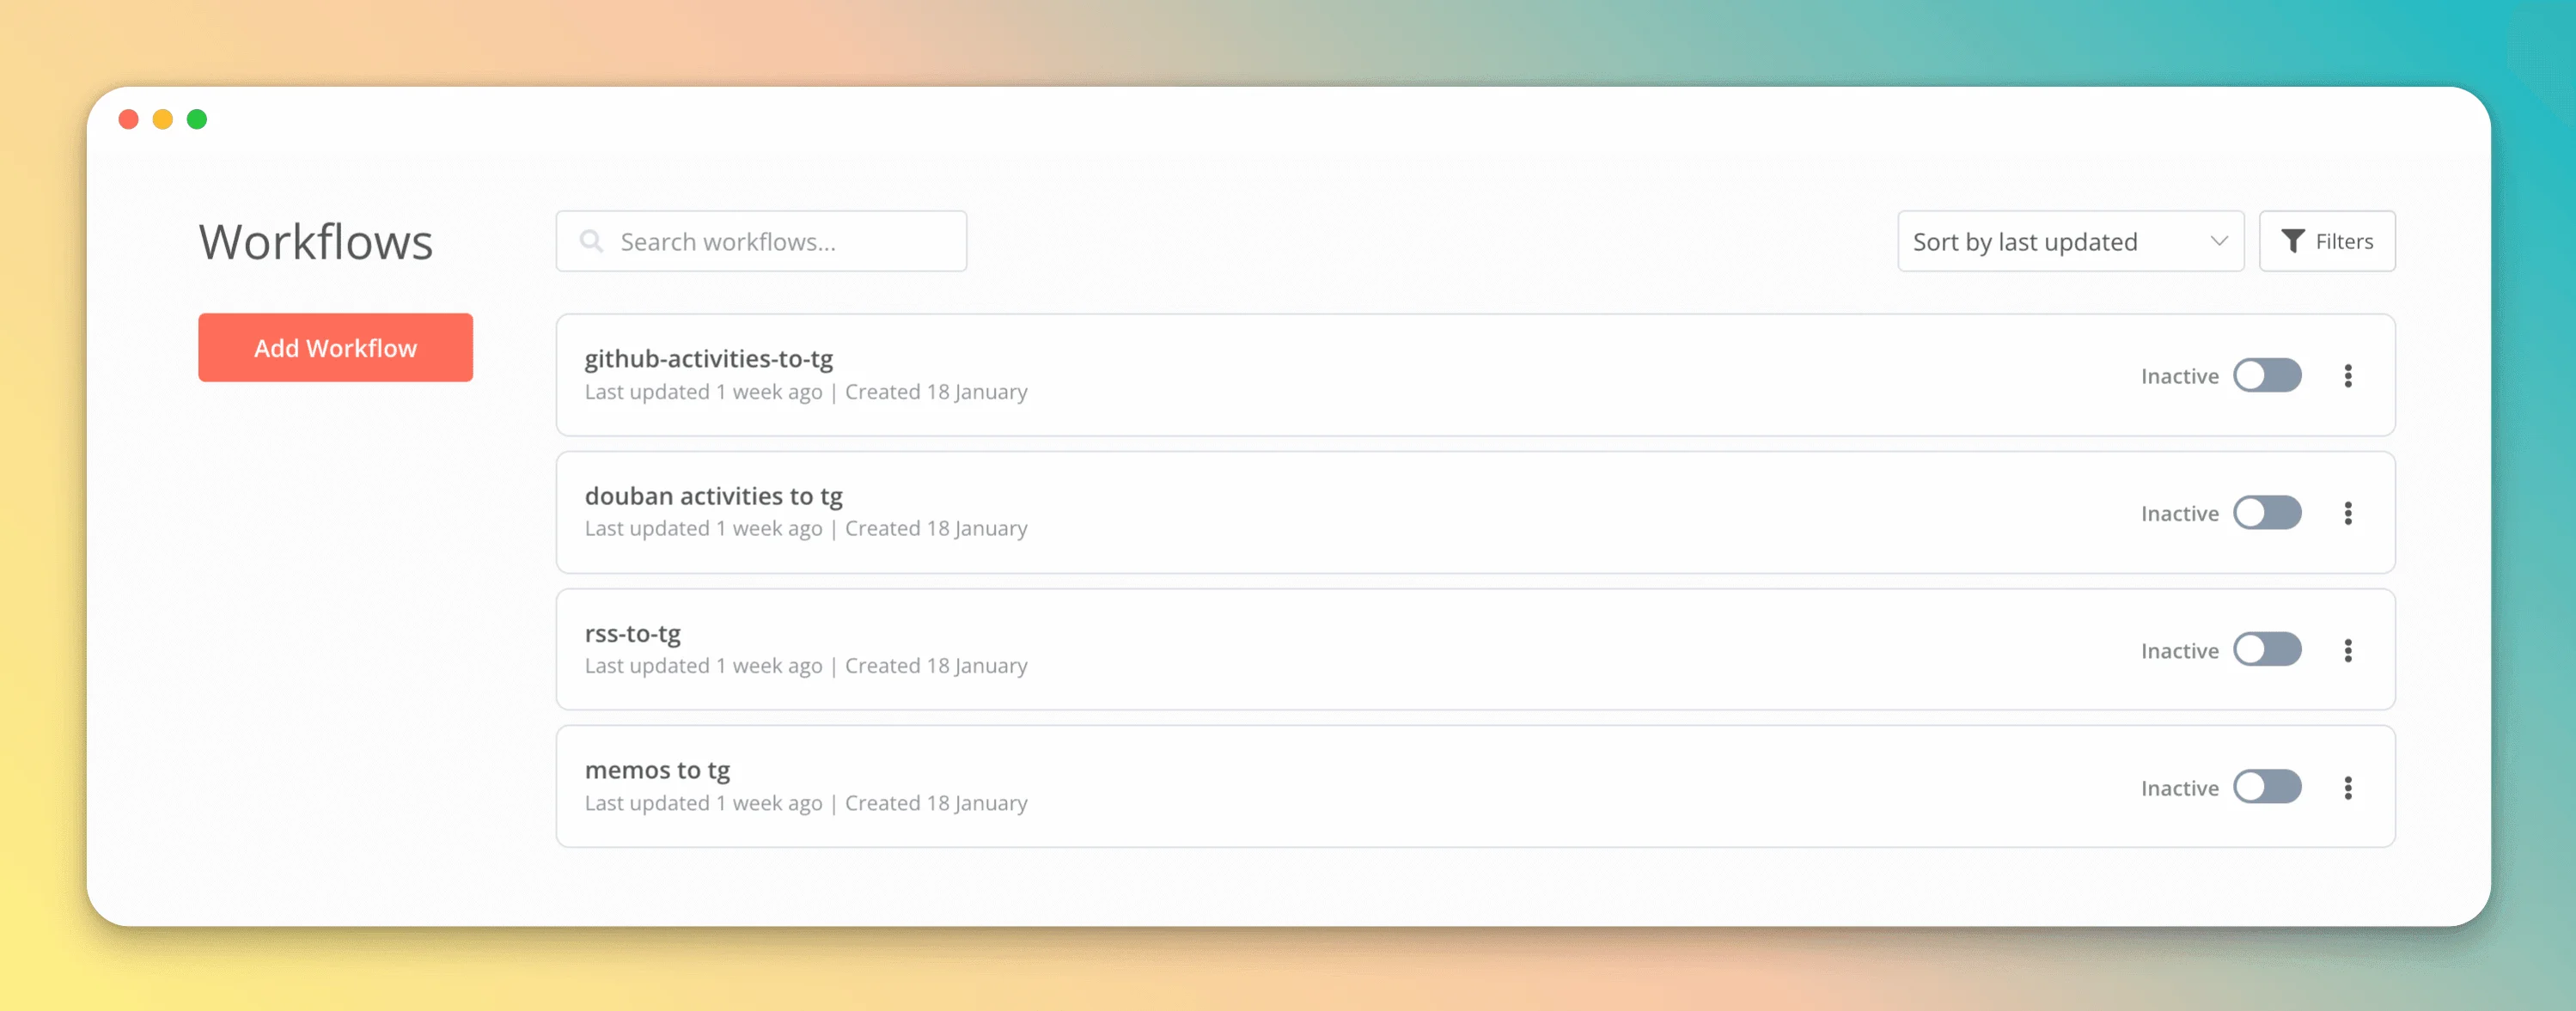 Workflows
Search workflows...
Sort by last updated
Filters
Add Workflow
github-activities-to-tg
Last updated 1 week ago | Created 18 January
Inactive
douban activities to tg
Last updated 1 week ago | Created 18 January
Inactive
rss-to-tg
Last updated 1 week ago | Created 18 January
Inactive
memos to tg
Last updated 1 week ago | Created 18 January
Inactive